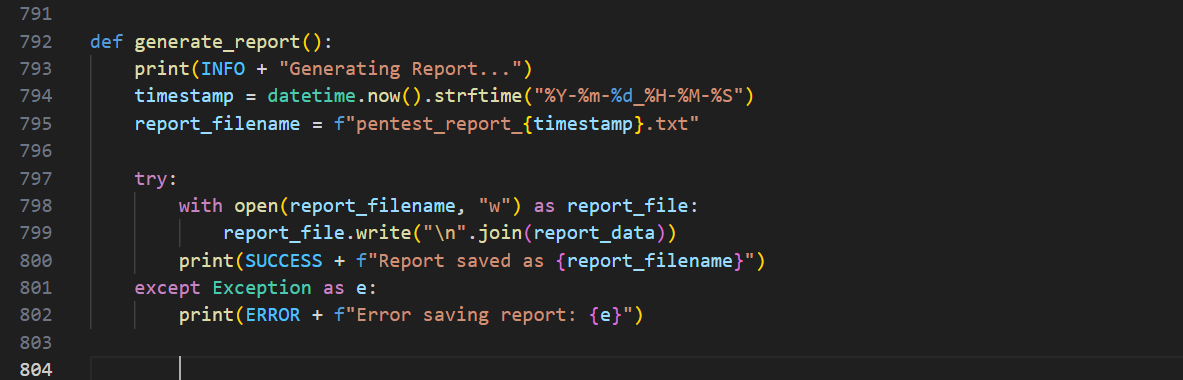 791
792 def generate_report():
793     print(INFO + "Generating Report...")
794     timestamp = datetime.now().strftime("%Y-%m-%d_%H-%M-%S")
795     report_filename = f"pentest_report_{timestamp}.txt"
796
797     try:
798         with open(report_filename, "w") as report_file:
799             report_file.write("\n".join(report_data))
800         print(SUCCESS + f"Report saved as {report_filename}")
801     except Exception as e:
802         print(ERROR + f"Error saving report: {e}")
803
804